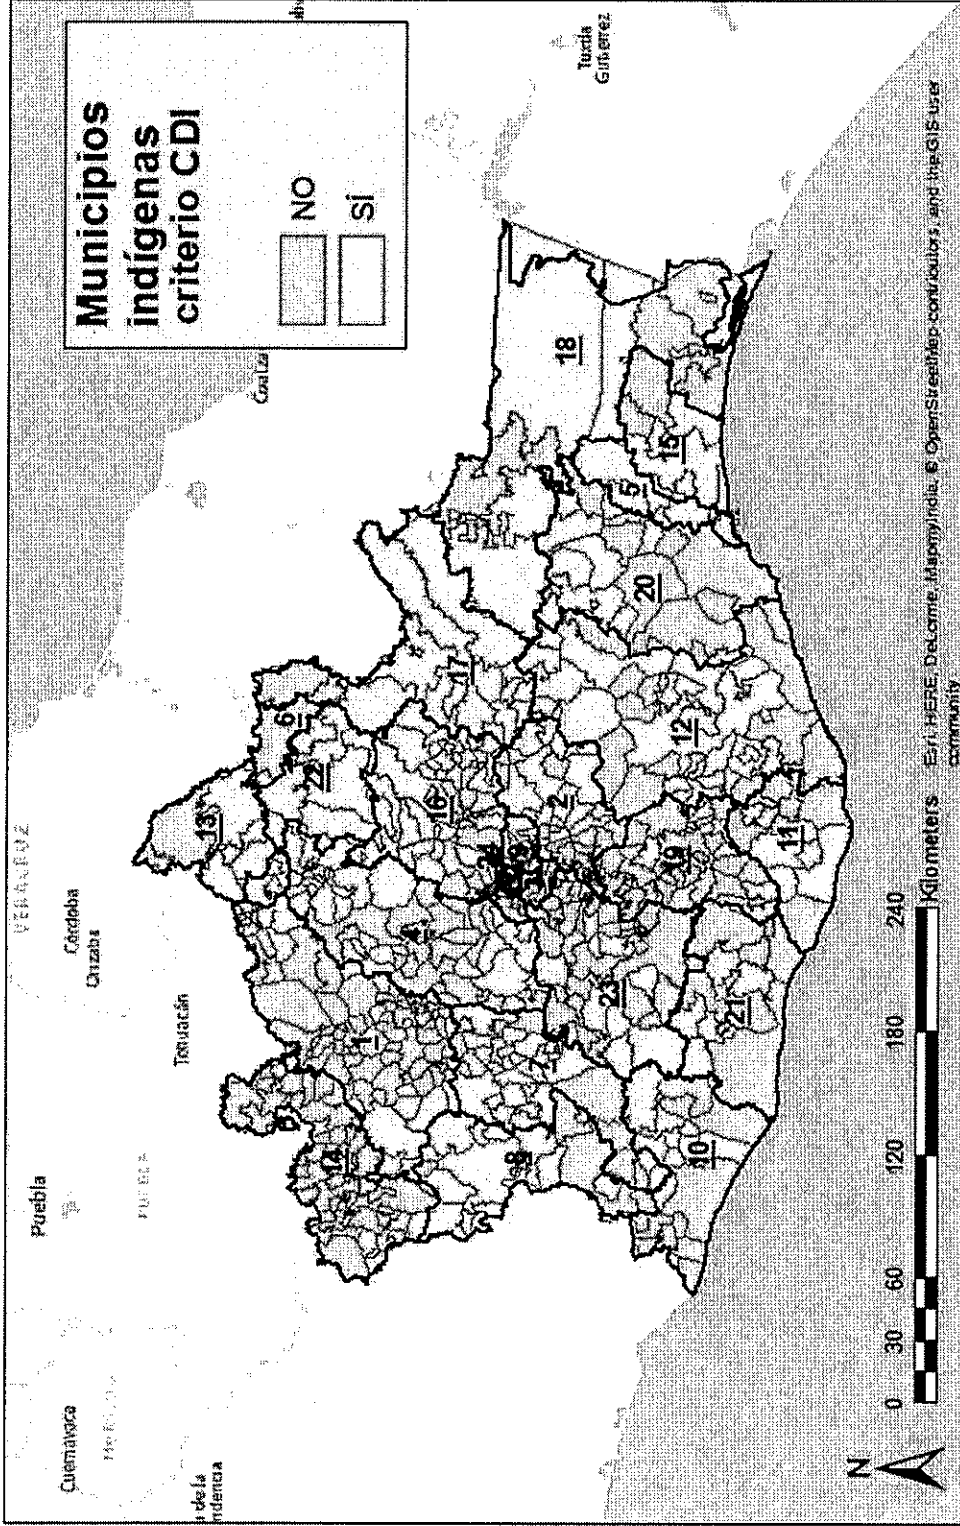 Municipios
indígenas
criterio CDI
NO
SÍ
Puebla
Cuernavaca
Tehuacán
Córdoba
Orizaba
VERACRUZ
PUEBLA
Coatza
Tuxtla
Gutiérrez
1
2
4
5
6
8
10
11
12
13
14
15
16
17
18
19
20
21
22
23
N
0 30 60 120 180 240
Kilometers
Esri, HERE, DeLorme, MapmyIndia, © OpenStreetMap contributors, and the GIS user
community